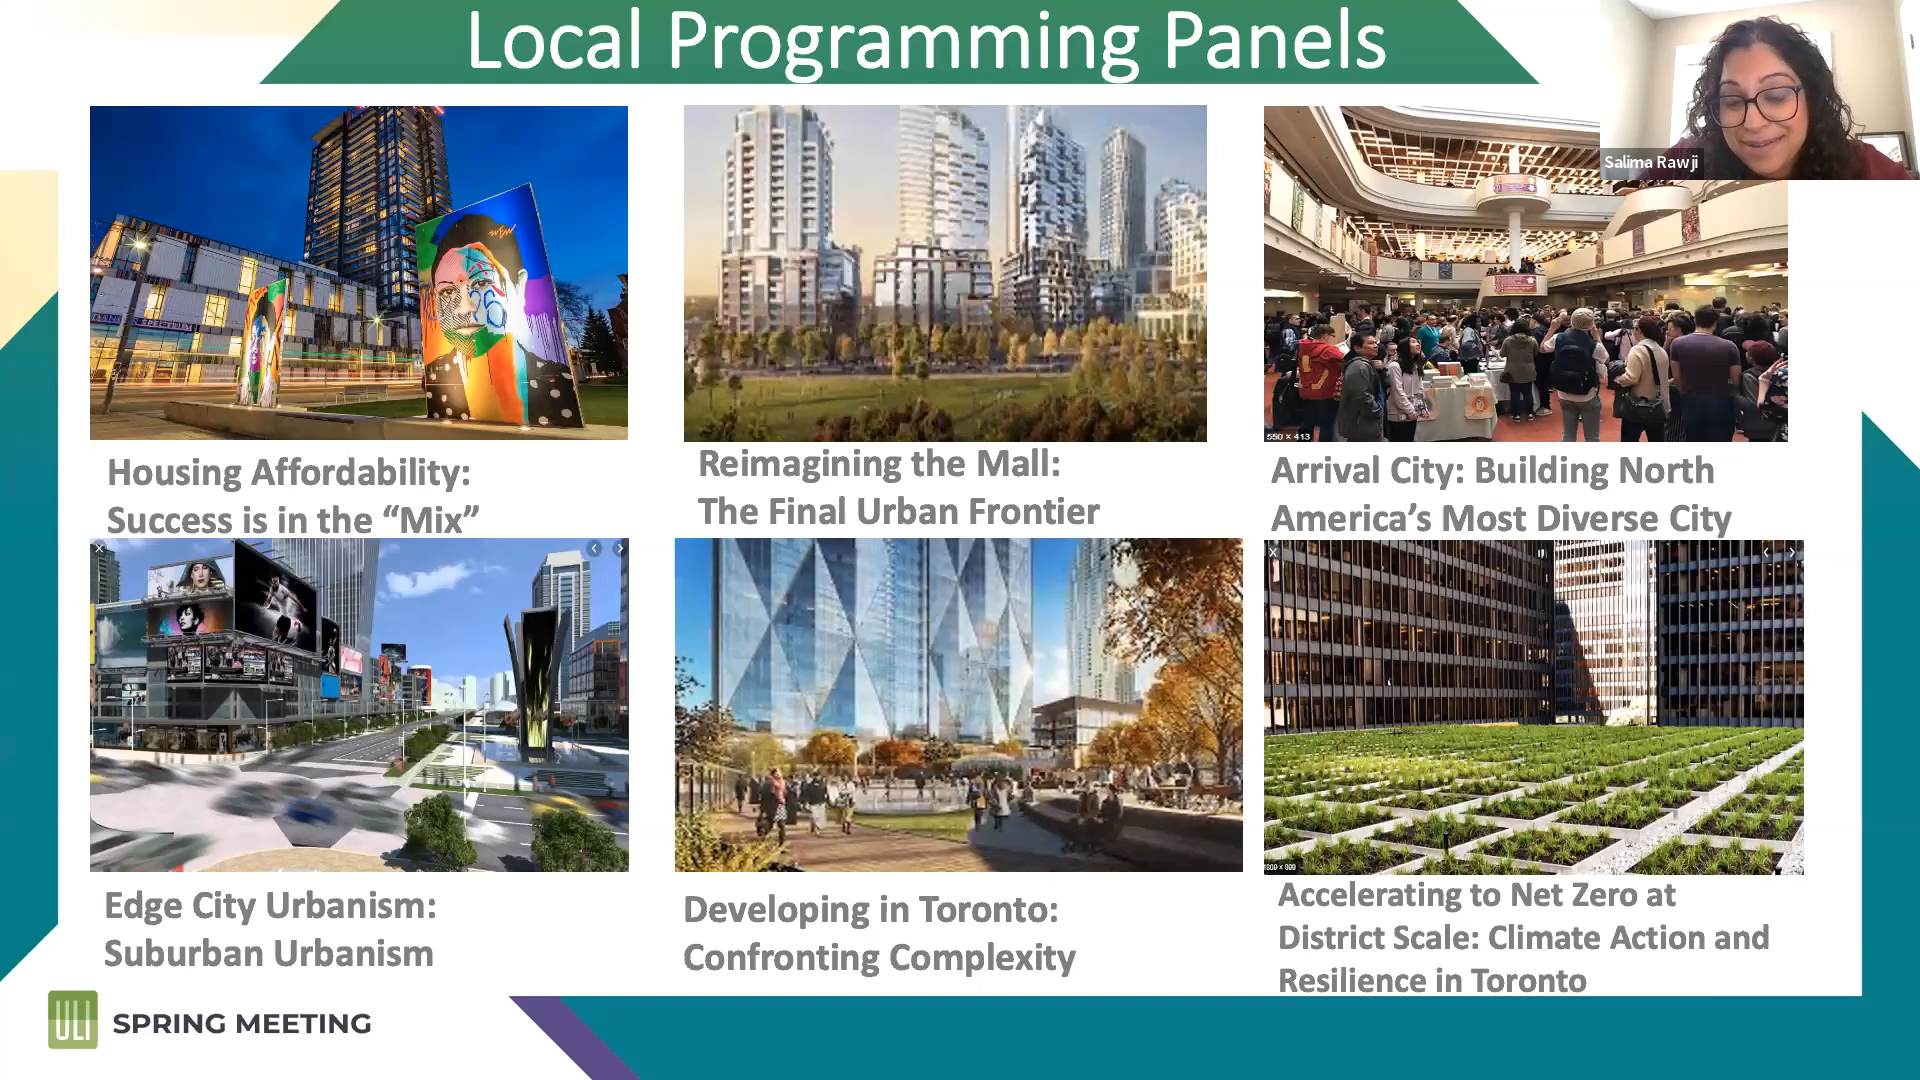 Local Programming Panels
Salima Rawji
550 × 413
Housing Affordability:
Success is in the “Mix”
Reimagining the Mall:
The Final Urban Frontier
Arrival City: Building North
America’s Most Diverse City
Edge City Urbanism:
Suburban Urbanism
Developing in Toronto:
Confronting Complexity
Accelerating to Net Zero at
District Scale: Climate Action and
Resilience in Toronto
ULI SPRING MEETING